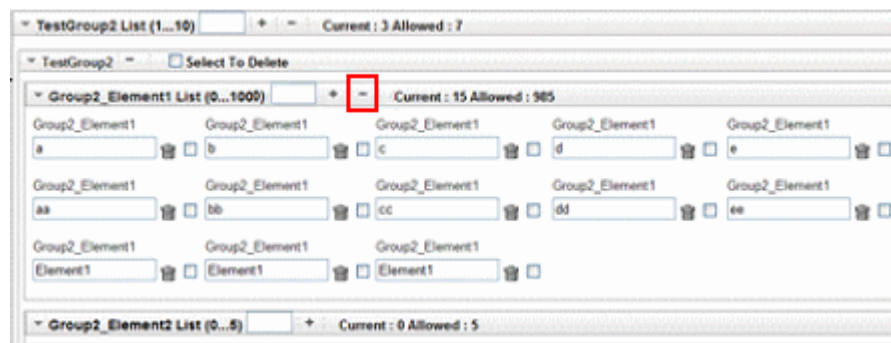 TestGroup2 List (1...10) + - Current : 3 Allowed : 7
TestGroup2 - Select To Delete
Group2_Element1 List (0...1000) + - Current : 15 Allowed : 985
Group2_Element1 Group2_Element1 Group2_Element1 Group2_Element1 Group2_Element1
a b c d e
Group2_Element1 Group2_Element1 Group2_Element1 Group2_Element1 Group2_Element1
aa bb cc dd ee
Group2_Element1 Group2_Element1 Group2_Element1
Element1 Element1 Element1
Group2_Element2 List (0...5) + Current : 0 Allowed : 5